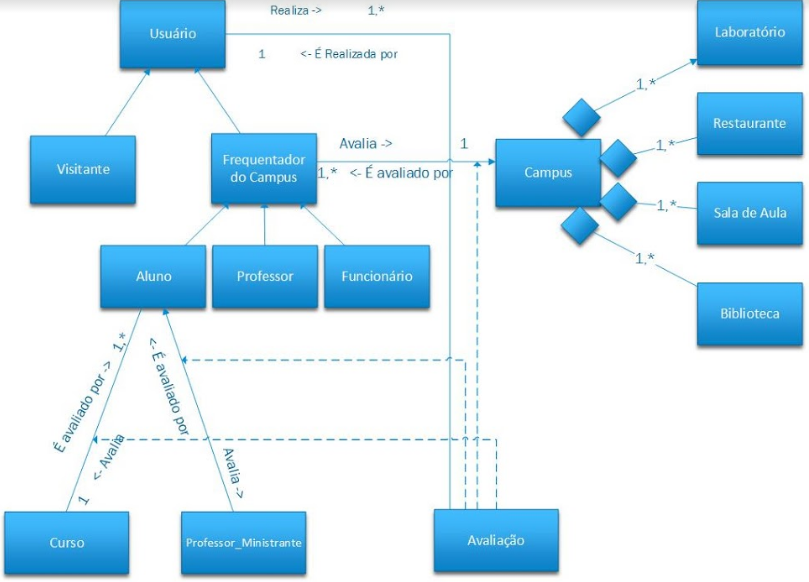 Realiza -> 1,*
Usuário
Laboratório
1 <- É Realizada por
1,*
Restaurante
1,*
Avalia -> 1
Visitante
Frequentador
do Campus
1,* <- É avaliado por
Campus
1,*
Sala de Aula
1,*
Aluno
Professor
Funcionário
Biblioteca
É avaliado por -> 1,*
<- É avaliado por
1 <- Avalia
Avalia ->
Curso
Professor_Ministrante
Avaliação